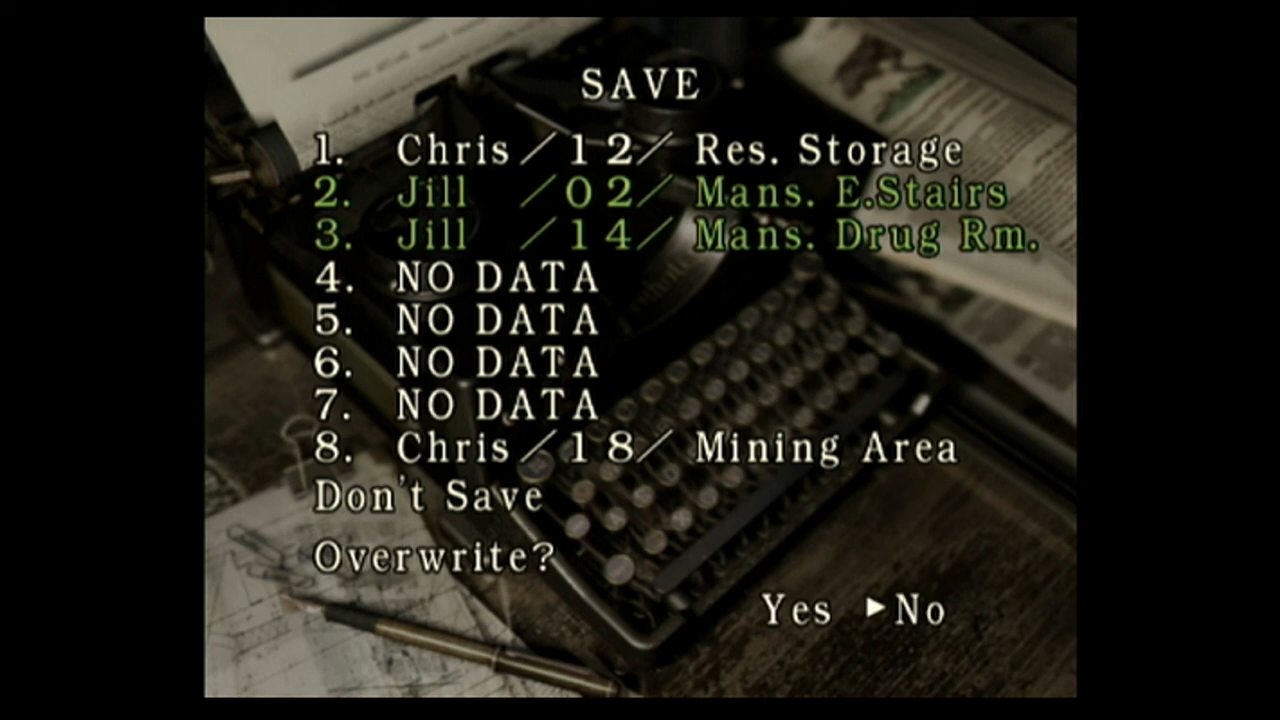 SAVE
1. Chris/12/ Res. Storage
2. Jill /02/ Mans. E.Stairs
3. Jill /14/ Mans. Drug Rm.
4. NO DATA
5. NO DATA
6. NO DATA
7. NO DATA
8. Chris/18/ Mining Area
Don't Save
Overwrite?
Yes ▶No